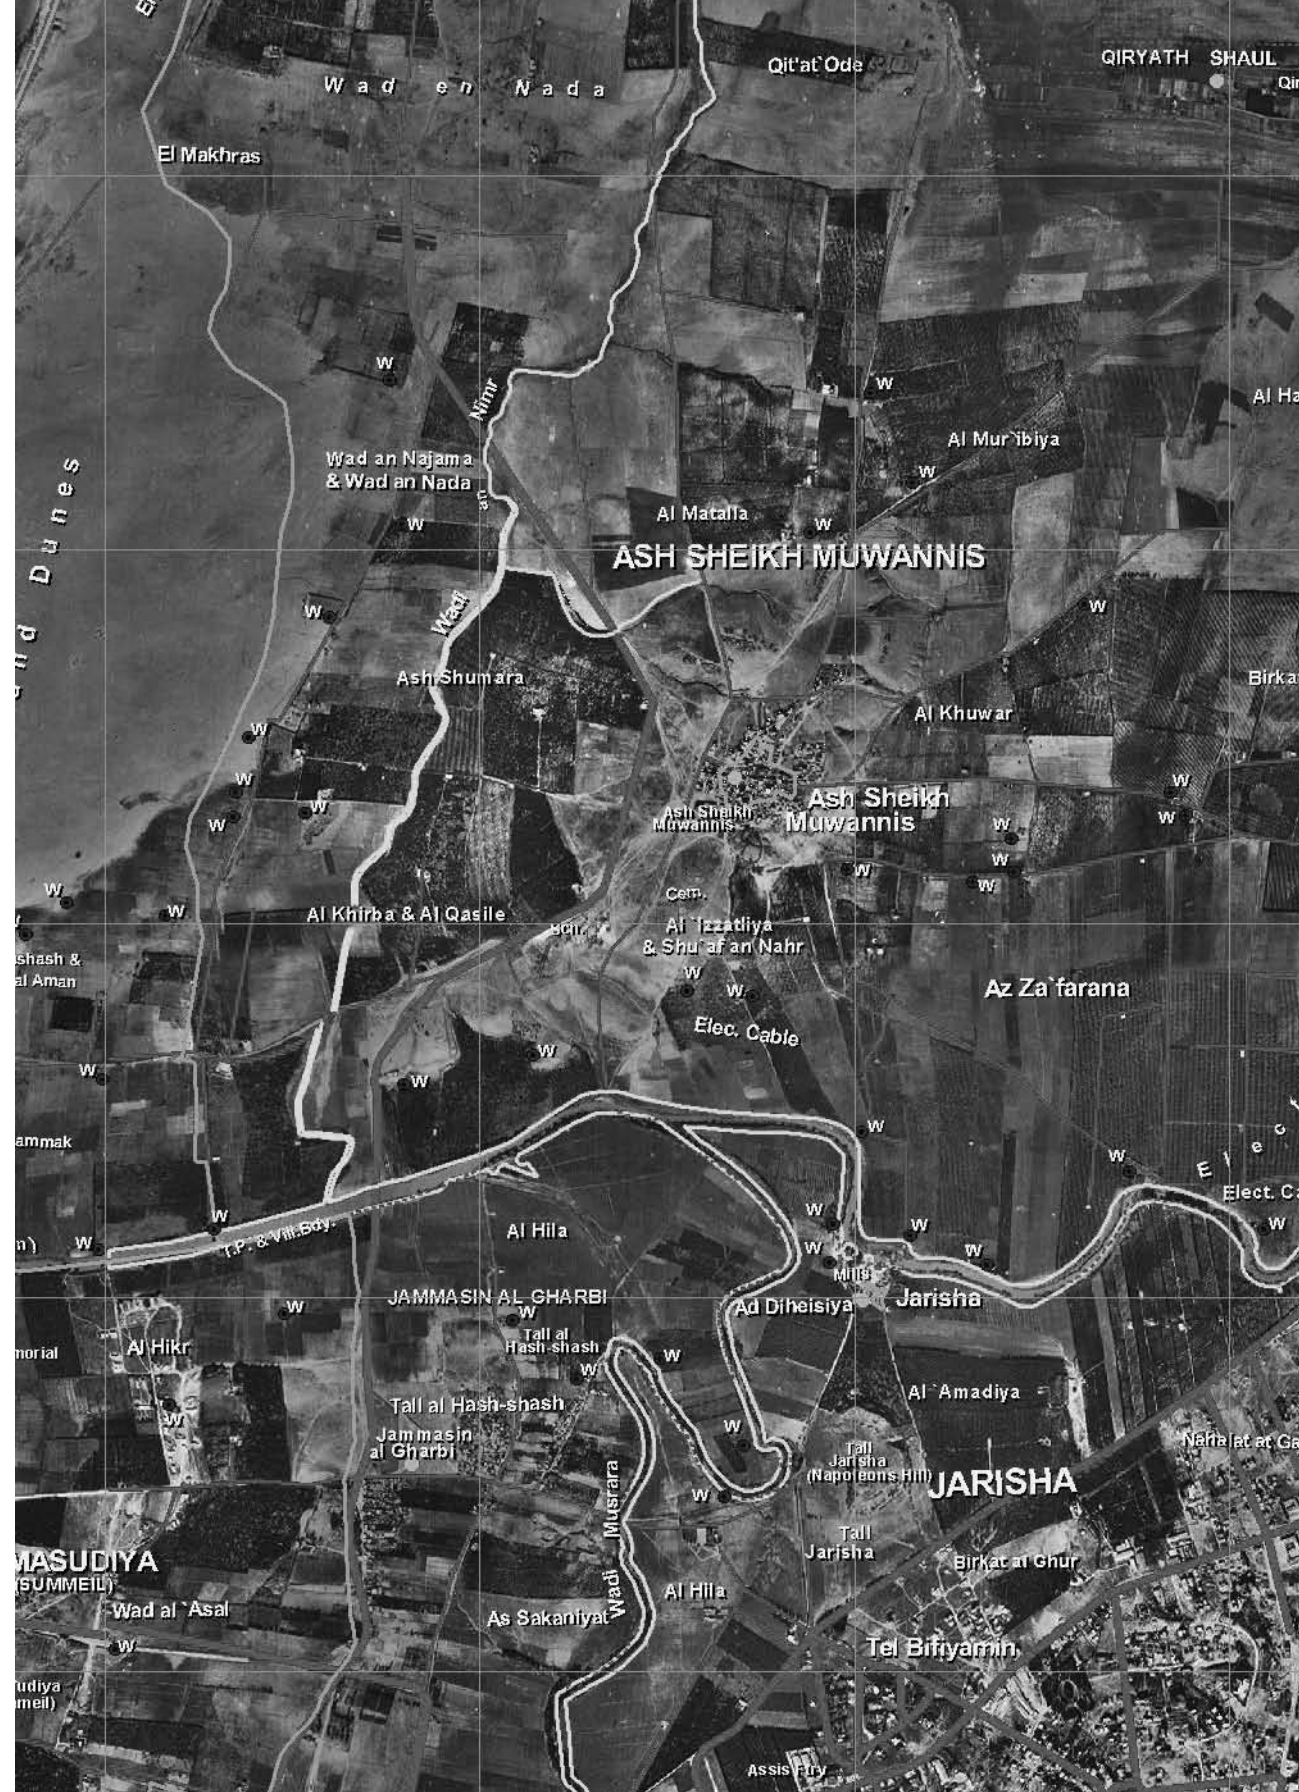 QIRYATH SHAUL
Qit'at`Ode
Wad en Nada
El Makhras
W
W
Al Mur`ibiya
Nimr
Wad an Najama
& Wad an Nada
W
Al Matalla
W
W
ASH SHEIKH MUWANNIS
Dunes
W
Wadi
W
Ash Shumara
Al Khuwar
W
W
W
Ash Sheikh
Muwannis
Ash Sheikh
Muwannis
W
W
W
W
W
W
W
W
Cem.
W
Al Khirba & Al Qasile
Al `Izzatliya
& Shu`af an Nahr
W
W
Az Za`farana
Elec. Cable
W
W
W
W
W
Elec
Elect.
W
W
W
W
T.P. & Vill.Bdy.
Al Hila
W
W
W
Mills
JAMMASIN AL GHARBI
Ad Diheisiya
Jarisha
W
W
Tall al
Hash-shash
Al Hikr
W
W
Al `Amadiya
Tall al Hash-shash
W
W
Jammasin
al Gharbi
Tall
Jarisha
(Napoleons Hill)
JARISHA
W
Musrara
Tall
Jarisha
Birkat al Ghur
MASUDIYA
(SUMMEIL)
Wadi
Al Hila
Wad al `Asal
As Sakaniyat
W
Tel Binyamin
Assis Ftry